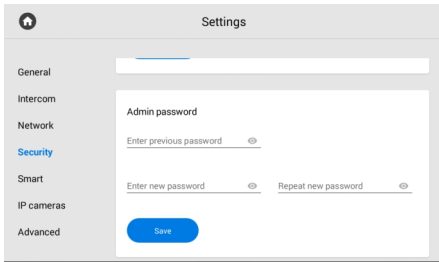 Settings
General
Intercom
Network
Security
Smart
IP cameras
Advanced
Admin password
Enter previous password
Enter new password
Repeat new password
Save